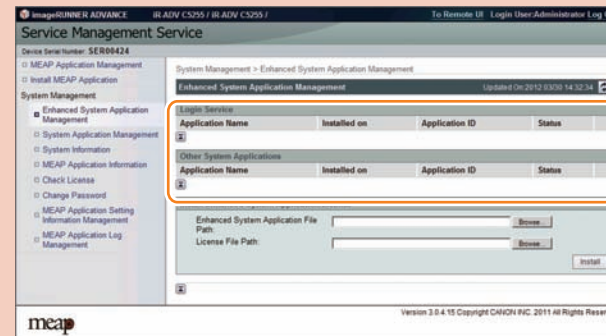 imageRUNNER ADVANCE iR-ADV C5255 / iR-ADV C5255 / To Remote UI Login User:Administrator Log
Service Management Service
Device Serial Number: SER00424
MEAP Application Management
Install MEAP Application
System Management
Enhanced System Application
Management
System Application Management
System Information
MEAP Application Information
Check License
Change Password
MEAP Application Setting
Information Management
MEAP Application Log
Management
System Management > Enhanced System Application Management
Enhanced System Application Management Updated On:2012 03/30 14:32:34
Login Service
Application Name Installed on Application ID Status
Other System Applications
Application Name Installed on Application ID Status
Enhanced System Application File
Path:
Browse...
License File Path:
Browse...
Install
Version 3.0.4.15 Copyright CANON INC. 2011 All Rights Reser
meap